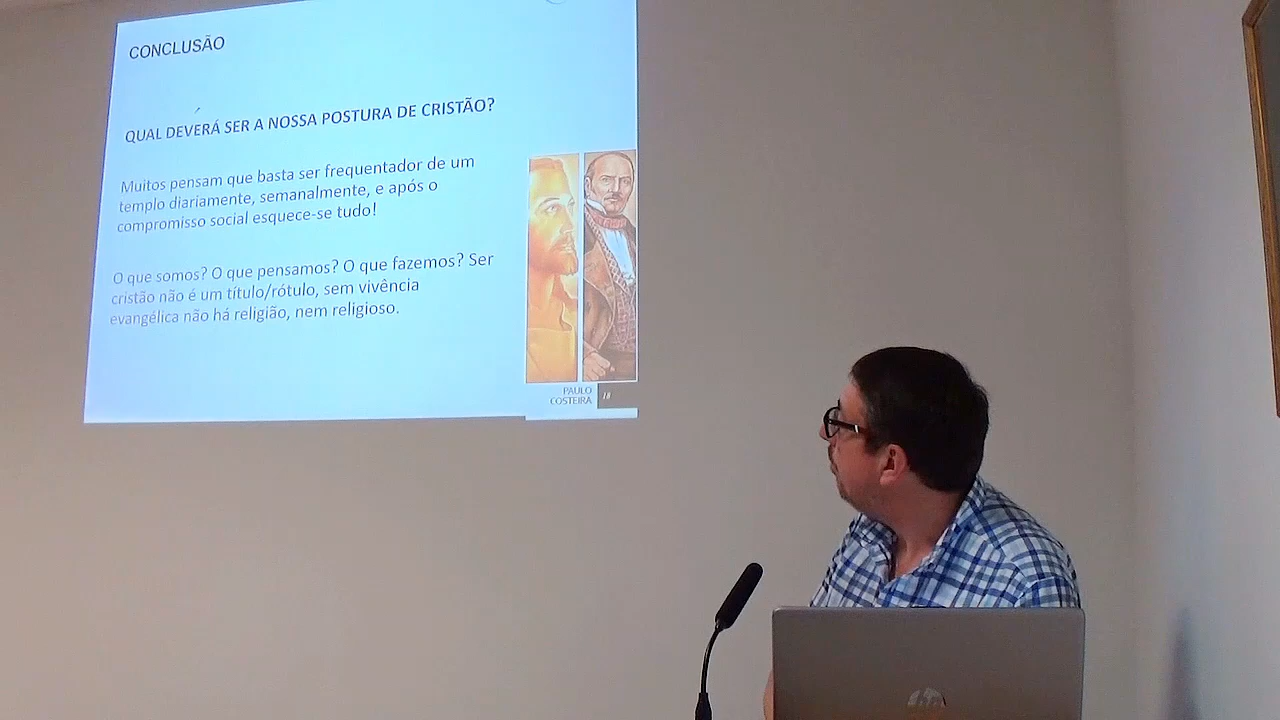 CONCLUSÃO
QUAL DEVERÁ SER A NOSSA POSTURA DE CRISTÃO?
Muitos pensam que basta ser frequentador de um
templo diariamente, semanalmente, e após o
compromisso social esquece-se tudo!
O que somos? O que pensamos? O que fazemos? Ser
cristão não é um título/rótulo, sem vivência
evangélica não há religião, nem religioso.
PAULO
COSTEIRA
18
hp